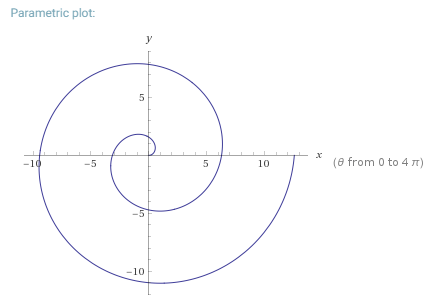 Parametric plot:
y
5
-10 -5 5 10 x (θ from 0 to 4 π)
-5
-10